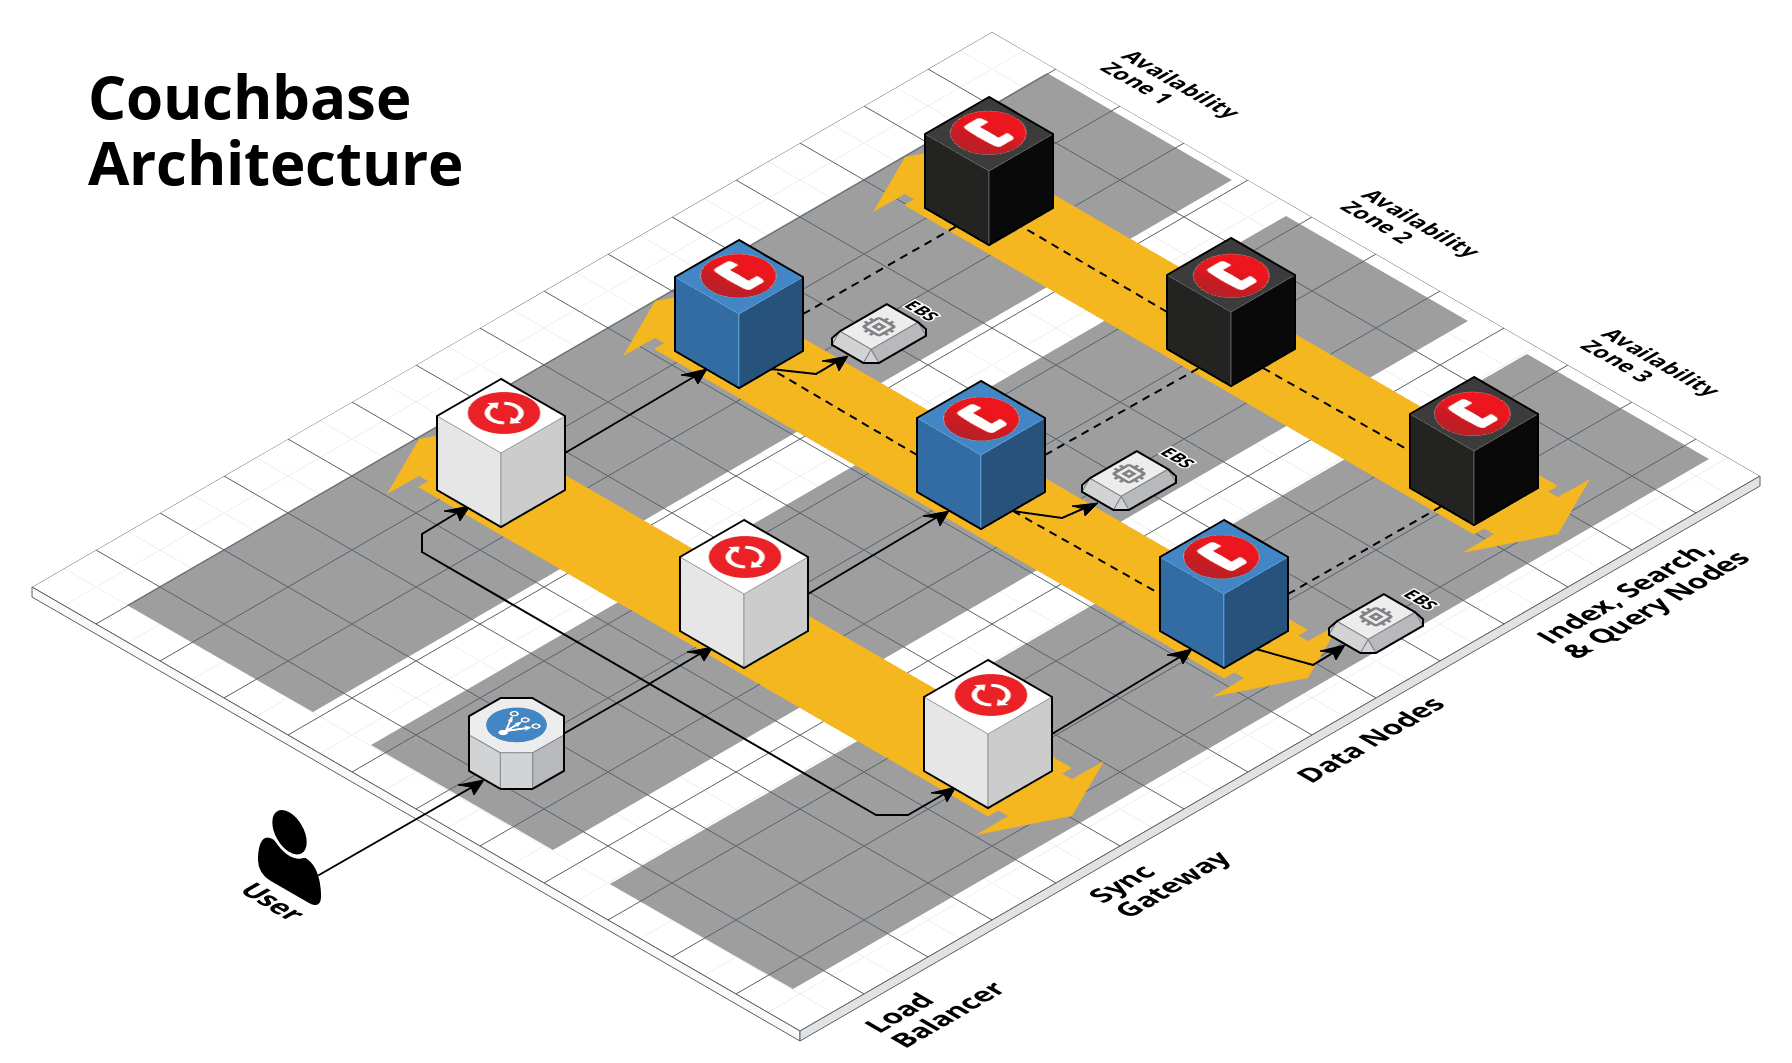 Couchbase
Architecture
Availability
Zone 1
Availability
Zone 2
Availability
Zone 3
EBS
EBS
EBS
Index, Search,
& Query Nodes
Data Nodes
Sync
Gateway
Load
Balancer
User